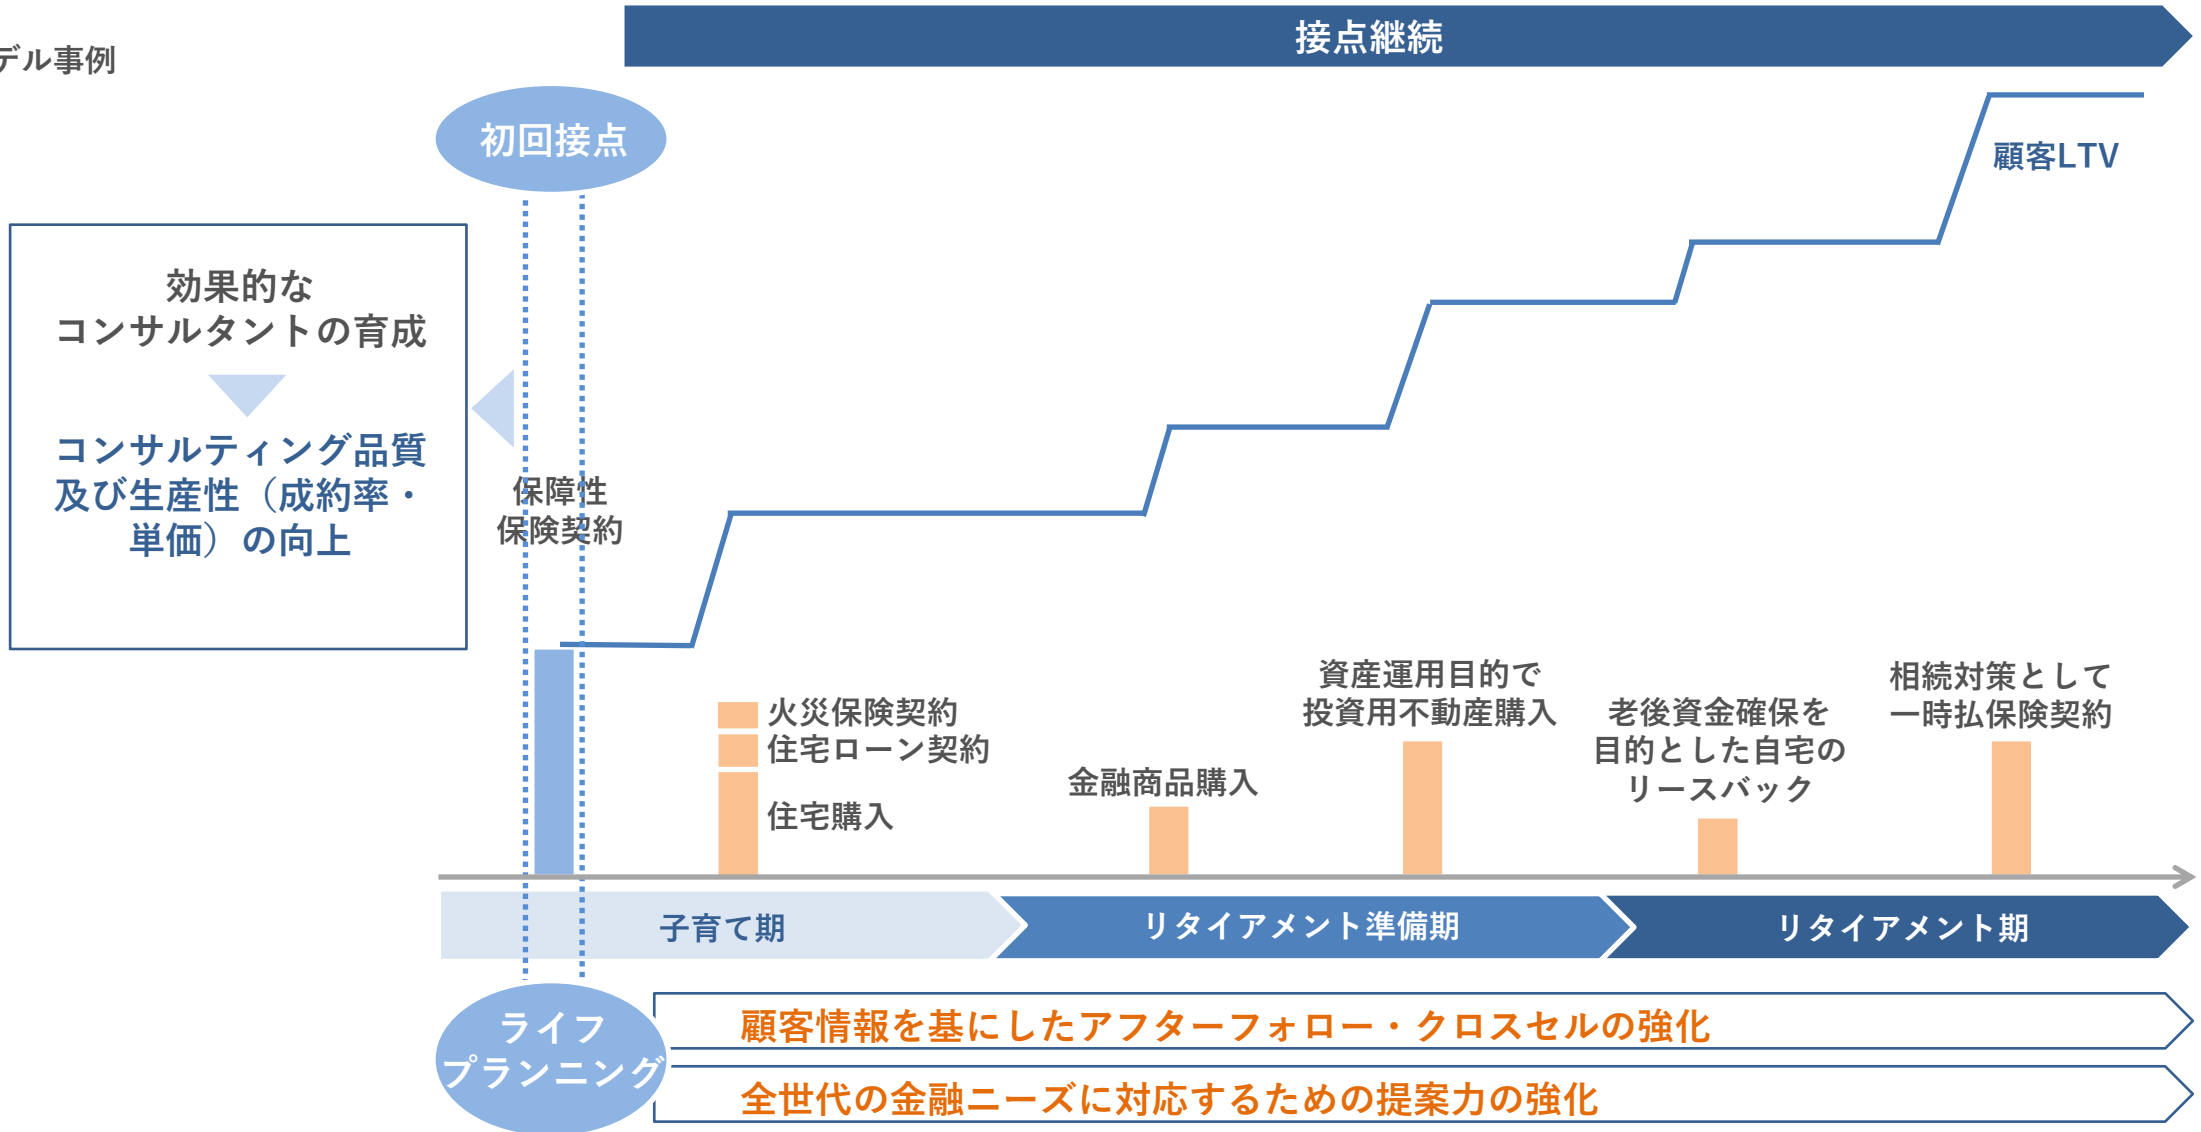 接点継続
デル事例
初回接点
顧客LTV
効果的な
コンサルタントの育成
コンサルティング品質
及び生産性（成約率・
単価）の向上
保障性
保険契約
火災保険契約
住宅ローン契約
住宅購入
金融商品購入
資産運用目的で
投資用不動産購入
老後資金確保を
目的とした自宅の
リースバック
相続対策として
一時払保険契約
子育て期
リタイアメント準備期
リタイアメント期
ライフ
プランニング
顧客情報を基にしたアフターフォロー・クロスセルの強化
全世代の金融ニーズに対応するための提案力の強化